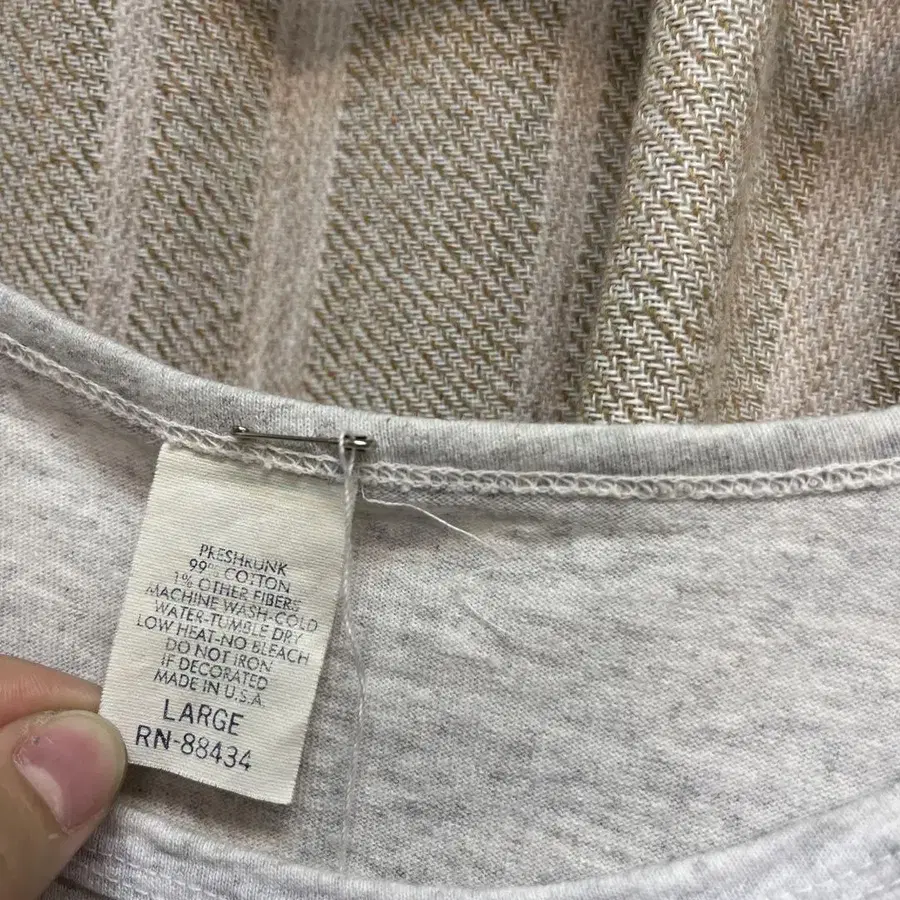 PRESHRUNK
99% COTTON
1% OTHER FIBERS
MACHINE WASH-COLD
WATER-TUMBLE DRY
LOW HEAT-NO BLEACH
DO NOT IRON
IF DECORATED
MADE IN U.S.A.
LARGE
RN-88434